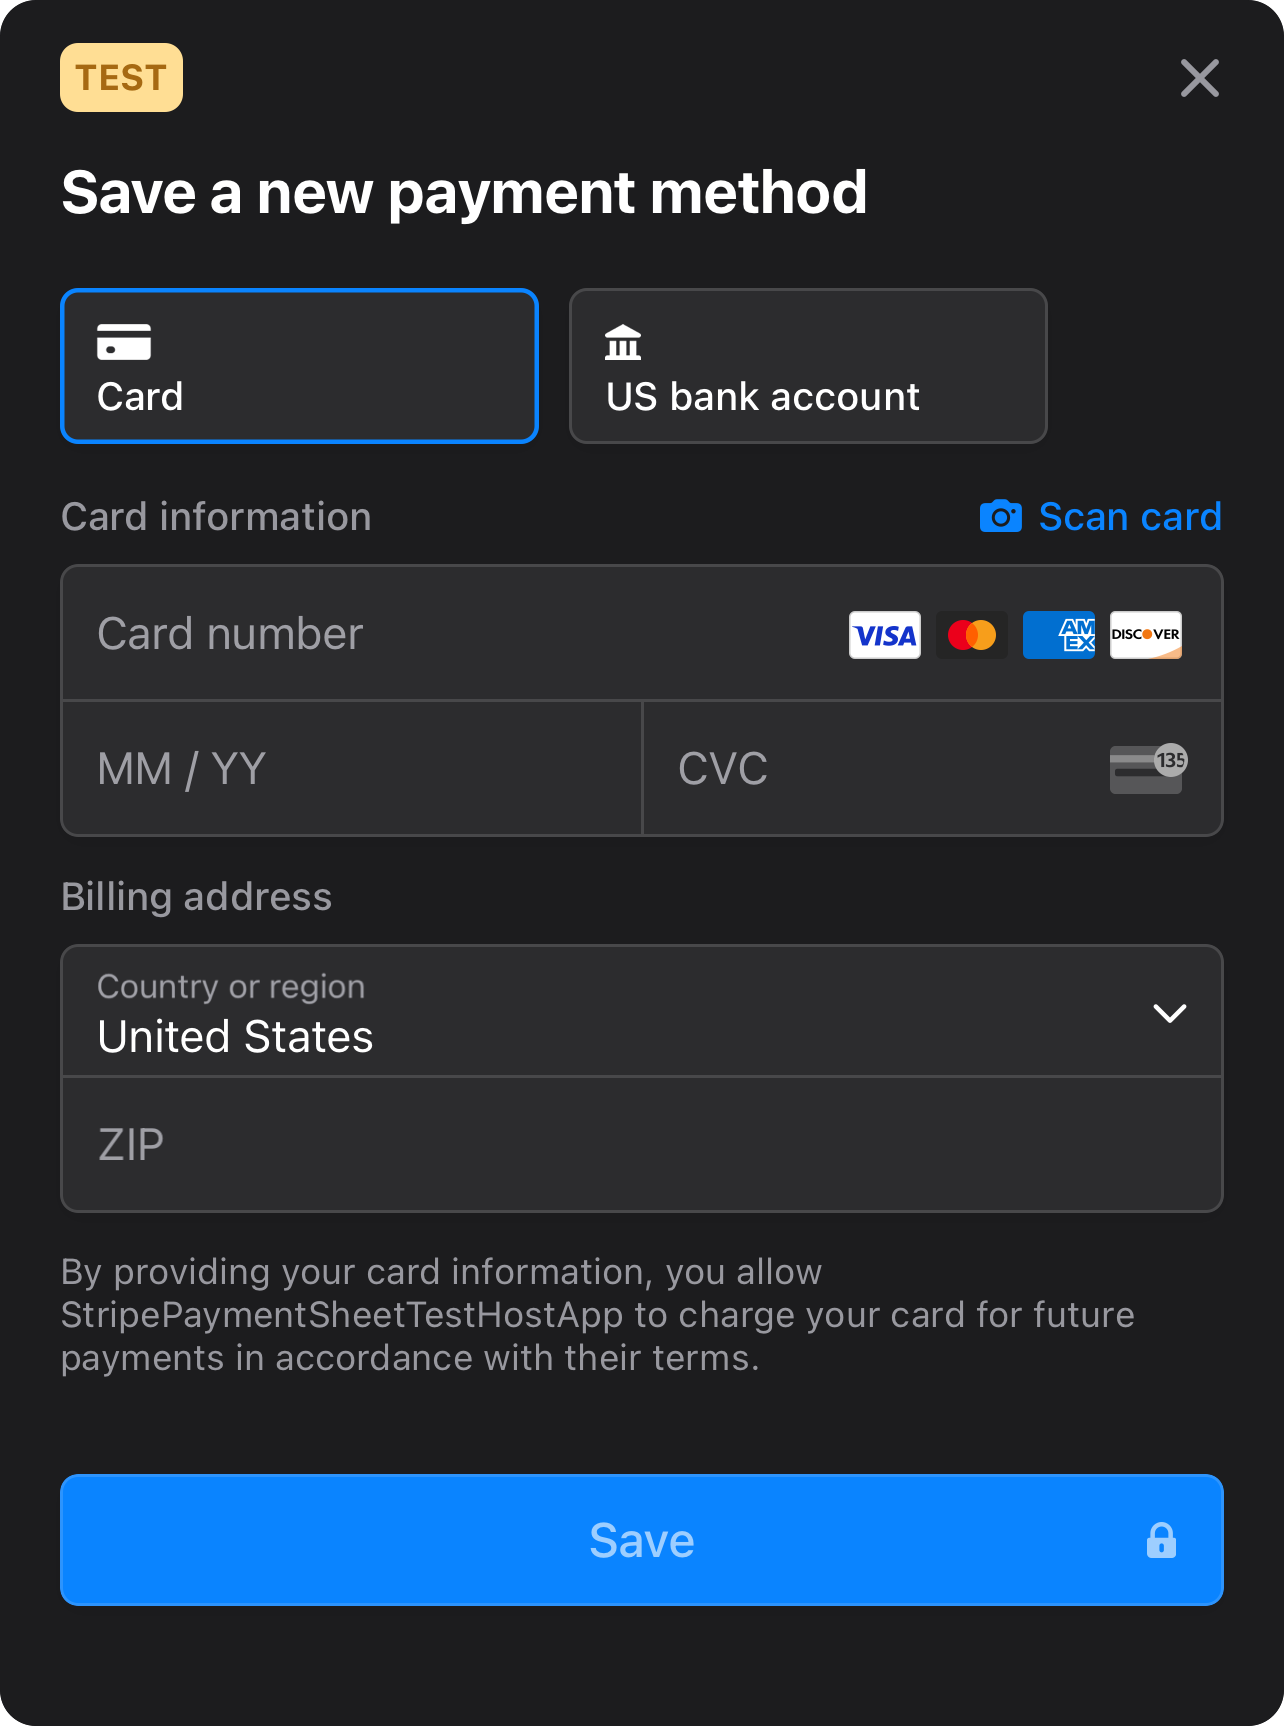 TEST
Save a new payment method
Card
US bank account
Card information
Scan card
Card number
VISA
AM
EX
DISCOVER
MM / YY
CVC
135
Billing address
Country or region
United States
ZIP
By providing your card information, you allow
StripePaymentSheetTestHostApp to charge your card for future
payments in accordance with their terms.
Save